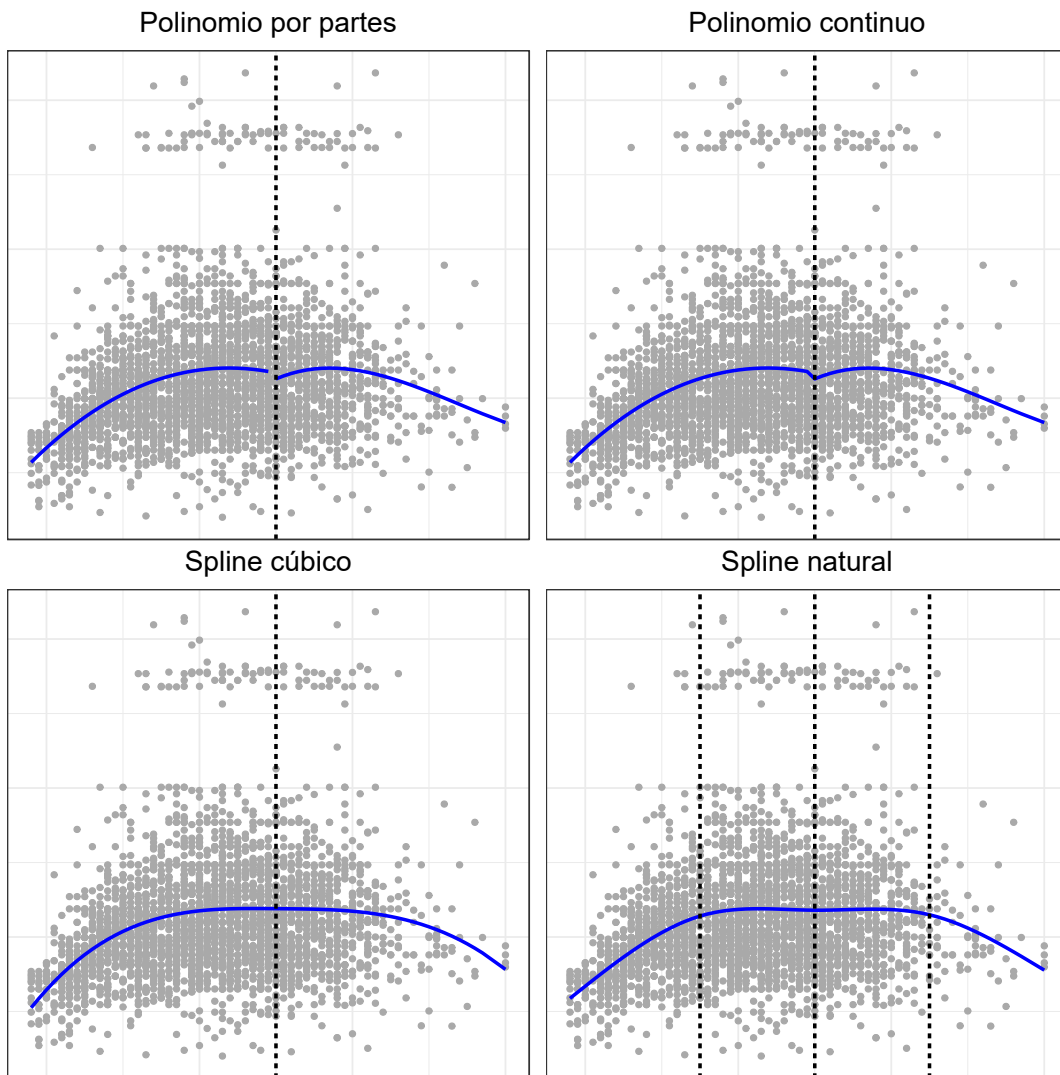 Polinomio por partes
Polinomio continuo
Spline cúbico
Spline natural